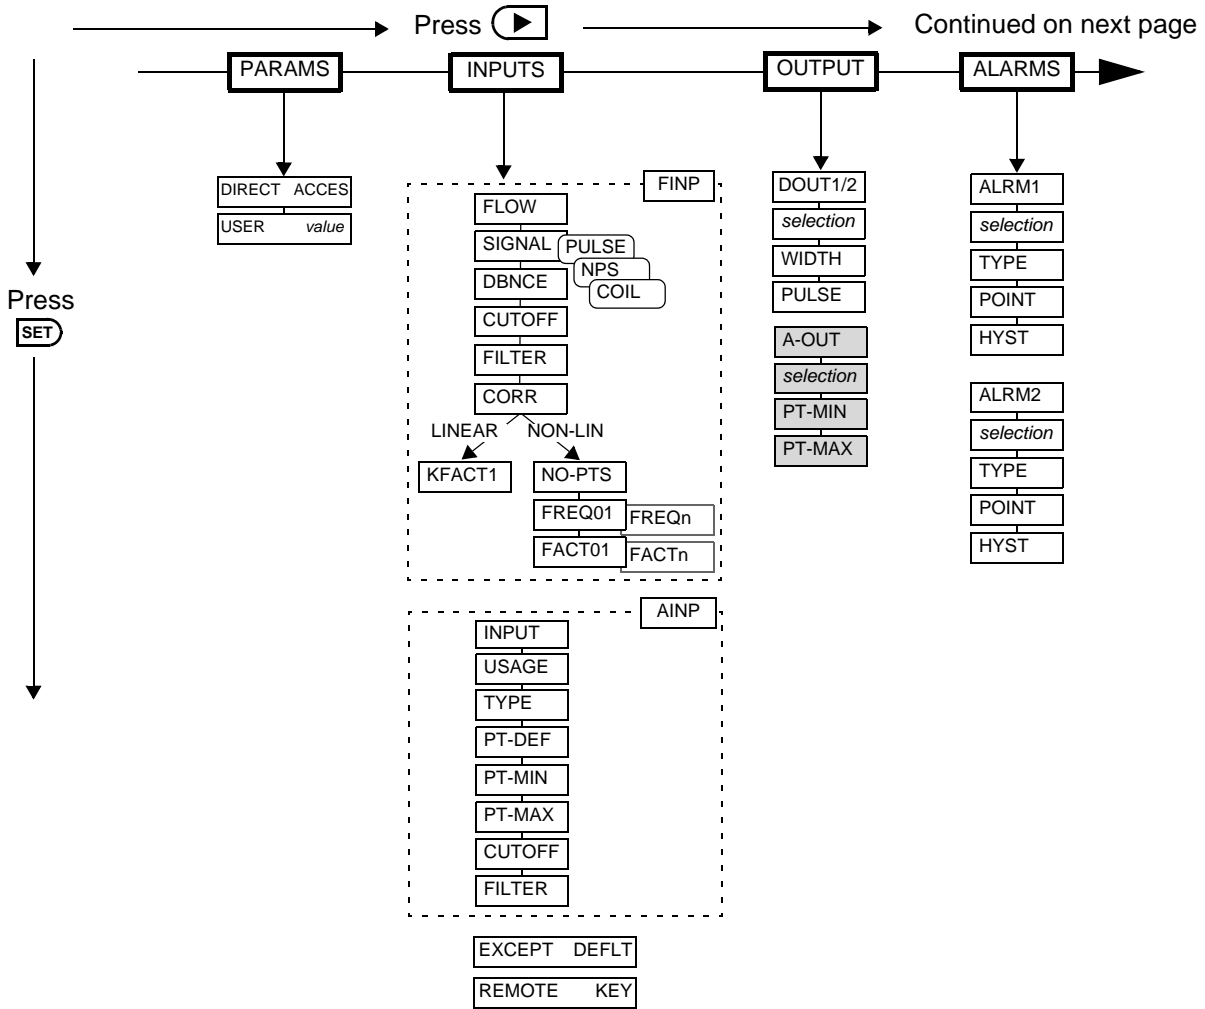 Press
Continued on next page
PARAMS
INPUTS
OUTPUT
ALARMS
Press
SET
DIRECT ACCES
USER value
FINP
FLOW
SIGNAL
PULSE
NPS
COIL
DBNCE
CUTOFF
FILTER
CORR
LINEAR
NON-LIN
KFACT1
NO-PTS
FREQ01
FREQn
FACT01
FACTn
AINP
INPUT
USAGE
TYPE
PT-DEF
PT-MIN
PT-MAX
CUTOFF
FILTER
EXCEPT DEFLT
REMOTE KEY
DOUT1/2
selection
WIDTH
PULSE
A-OUT
selection
PT-MIN
PT-MAX
ALRM1
selection
TYPE
POINT
HYST
ALRM2
selection
TYPE
POINT
HYST